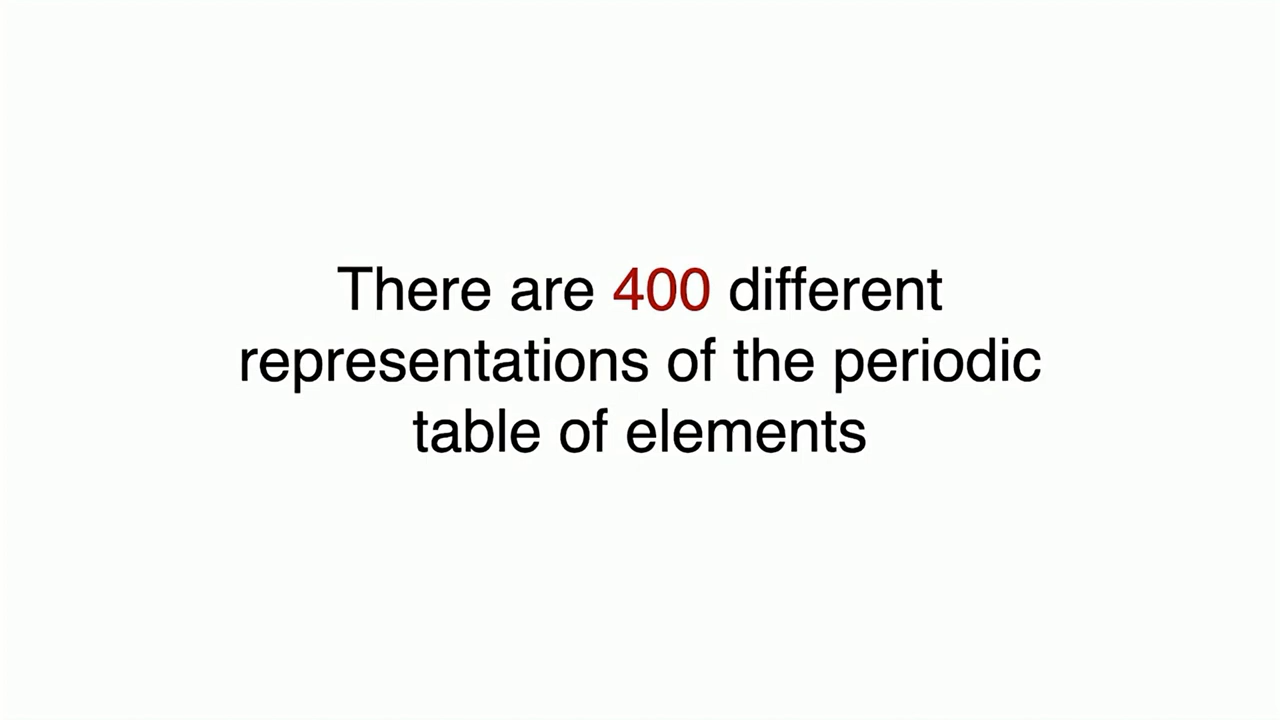 There are 400 different
representations of the periodic
table of elements